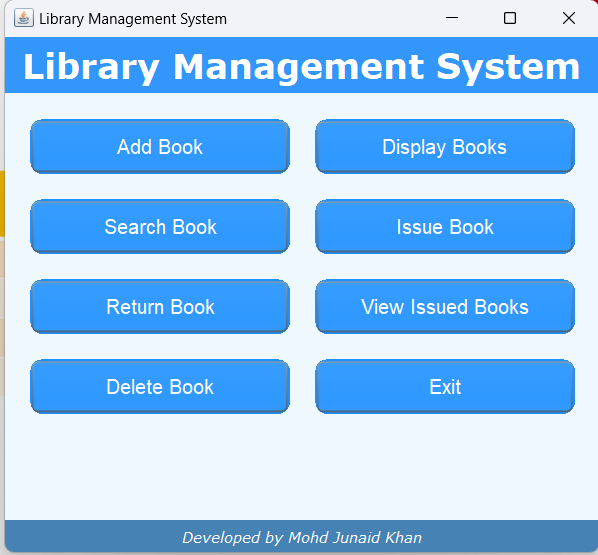 Library Management System
Library Management System
Add Book
Display Books
Search Book
Issue Book
Return Book
View Issued Books
Delete Book
Exit
Developed by Mohd Junaid Khan